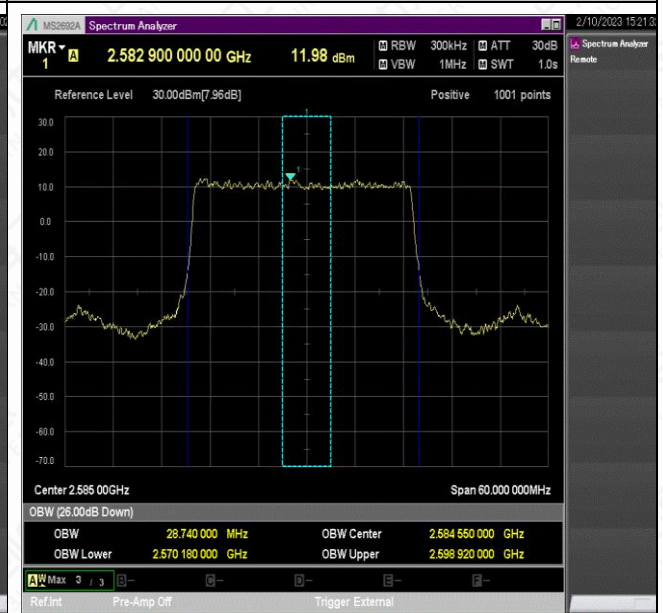 MS2692A Spectrum Analyzer
2/10/2023 15:21:3
MKR 1 A 2.582 900 000 00 GHz 11.98 dBm
M RBW 300kHz M ATT 30dB
M VBW 1MHz M SWT 1.0s
Spectrum Analyzer
Remote
Reference Level 30.00dBm[7.96dB] Positive 1001 points
1
30.0
20.0
1
10.0
0.0
-10.0
-20.0
-30.0
-40.0
-50.0
-60.0
-70.0
Center 2.585 00GHz Span 60.000 000MHz
OBW (26.00dB Down)
OBW 28.740 000 MHz OBW Center 2.584 550 000 GHz
OBW Lower 2.570 180 000 GHz OBW Upper 2.598 920 000 GHz
A W Max 3 / 3 B- C- D- E- F-
Ref.Int Pre-Amp Off Trigger External